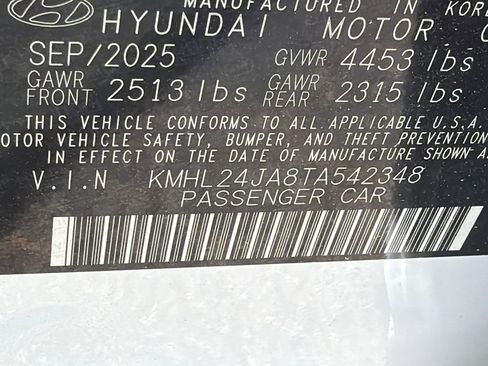 MANUFACTURED IN KORE
HYUNDAI MOTOR C
SEP/2025 GVWR 4453 lbs
GAWR FRONT 2513 lbs GAWR REAR 2315 lbs
THIS VEHICLE CONFORMS TO ALL APPLICABLE U.S.A.
MOTOR VEHICLE SAFETY, BUMPER, AND THEFT PREVENTION
IN EFFECT ON THE DATE OF MANUFACTURE SHOWN A
V.I.N KMHL24JA8TA542348
PASSENGER CAR